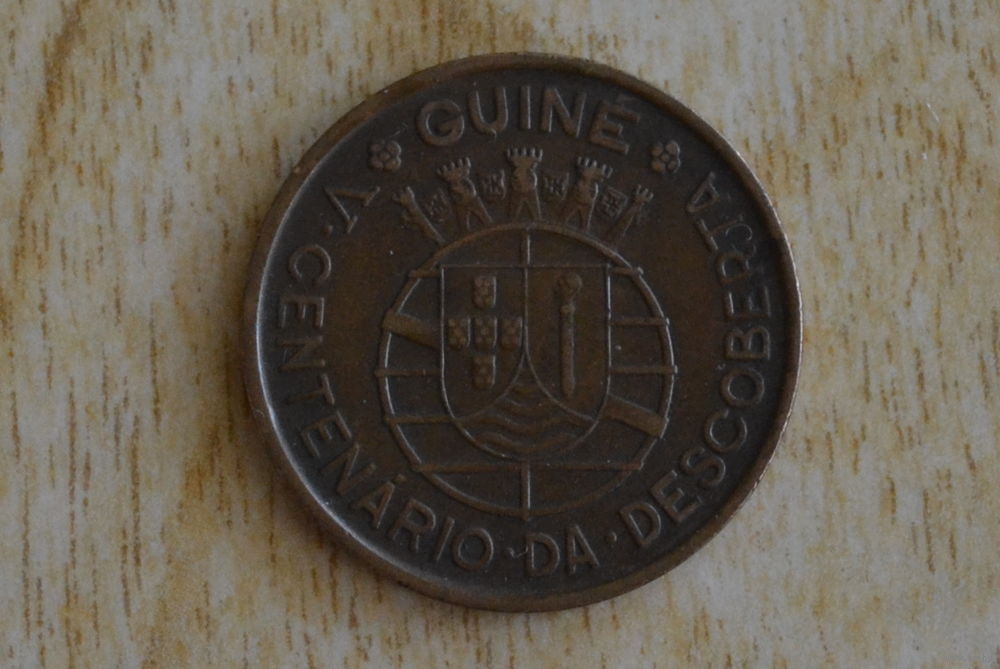 GUINÉ
V · CENTENÁRIO · DA · DESCOBERTA